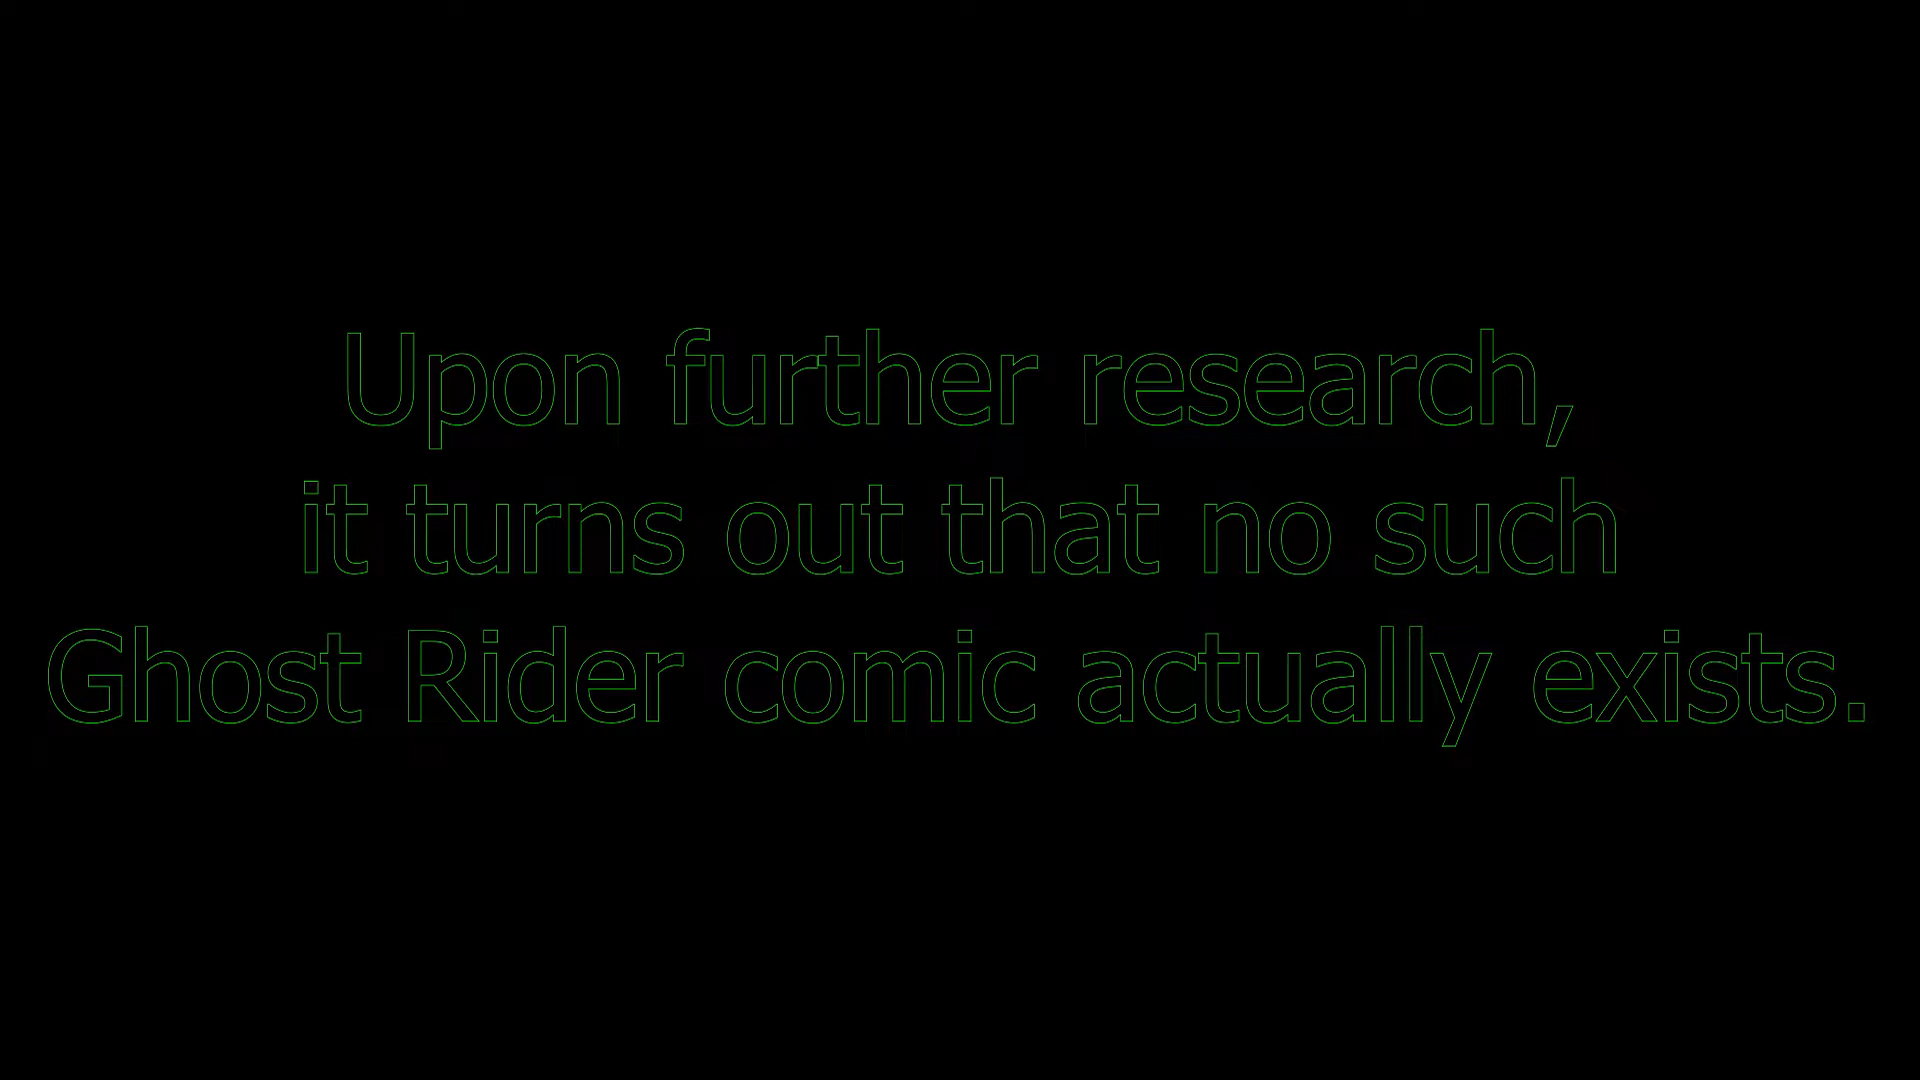 Upon further research,
it turns out that no such
Ghost Rider comic actually exists.